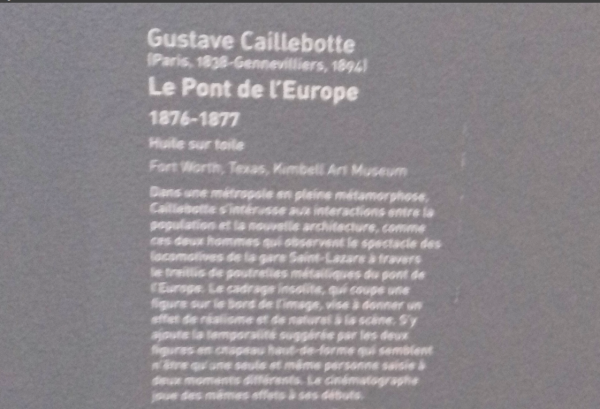 Gustave Caillebotte
(Paris, 1838-Gennevilliers, 1894)
Le Pont de l'Europe
1876-1877
Huile sur toile
Fort Worth, Texas, Kimbell Art Museum
Dans une métropole en pleine métamorphose,
Caillebotte s'intéresse aux interactions entre la
population et la nouvelle architecture, comme
ces deux hommes qui observent le spectacle des
locomotives de la gare Saint-Lazare à travers
le treillis de poutrelles métalliques du pont de
l'Europe. Le cadrage insolite, qui coupe une
figure sur le bord de l'image, vise à donner un
effet de réalisme et de naturel à la scène. S'y
ajoute la temporalité suggérée par les deux
figures en chapeau haut-de-forme qui semblent
n'être qu'une seule et même personne saisie à
deux moments différents. Le cinématographe
joue des mêmes effets à ses débuts.